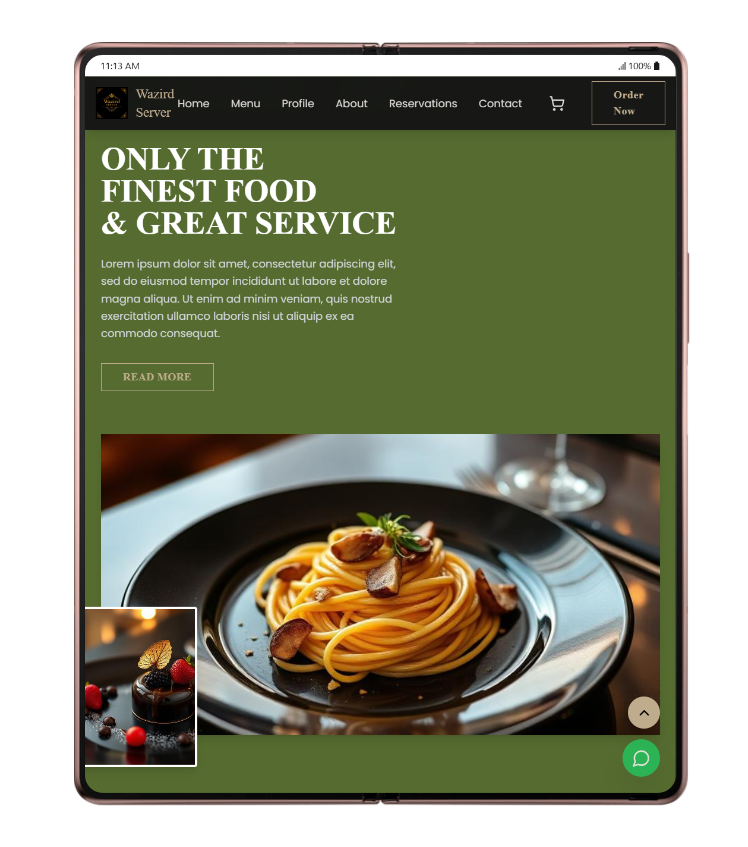 11:13 AM
100%
Wazird
Server
Wazird
Server
Home
Menu
Profile
About
Reservations
Contact
Order
Now
ONLY THE
FINEST FOOD
& GREAT SERVICE
Lorem ipsum dolor sit amet, consectetur adipiscing elit,
sed do eiusmod tempor incididunt ut labore et dolore
magna aliqua. Ut enim ad minim veniam, quis nostrud
exercitation ullamco laboris nisi ut aliquip ex ea
commodo consequat.
READ MORE